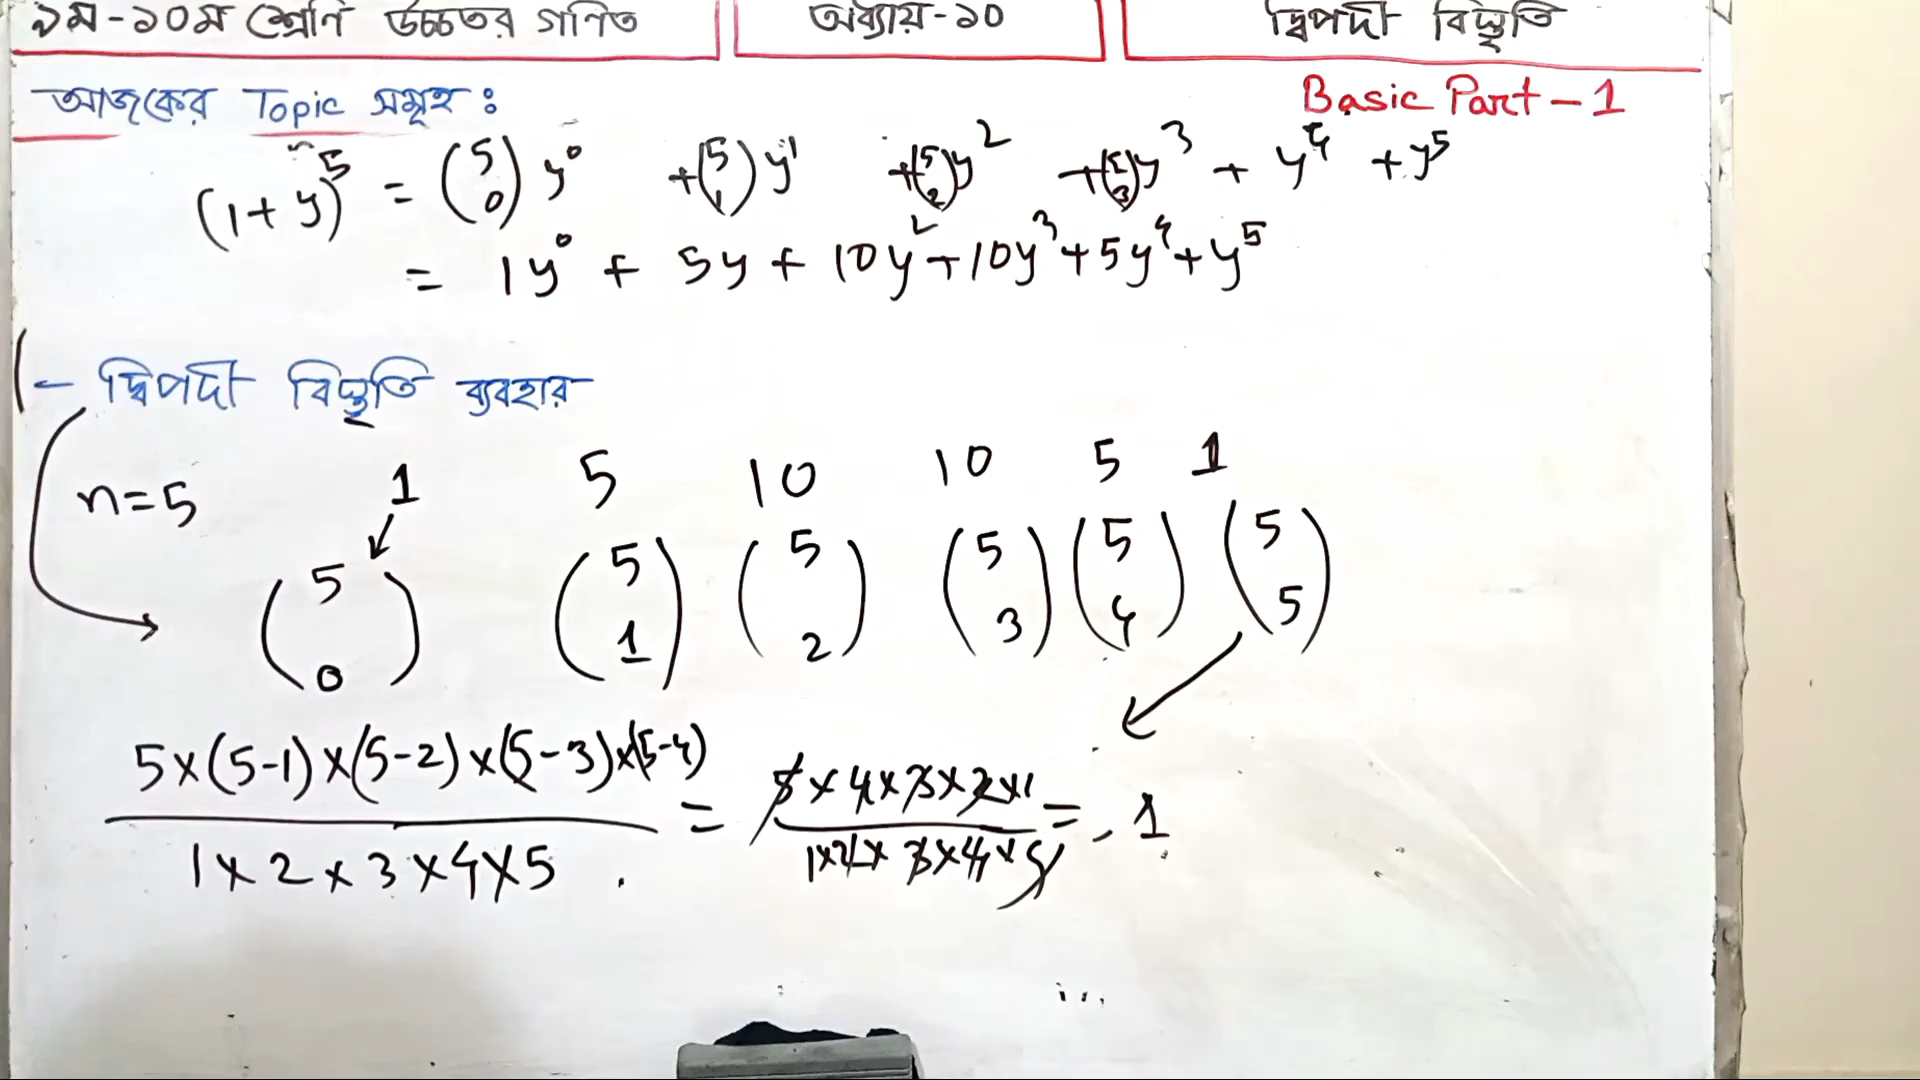 ৯ম-১০ম শ্রেণি উচ্চতর গণিত অধ্যায়-১০ দ্বিপদী বিস্তৃতি
আজকের Topic সমূহ : Basic Part-1
(1+y)^5 = (5 0) y^0 + (5 1) y^1 + (5 2) y^2 + (5 3) y^3 + y^4 + y^5
= 1y^0 + 5y + 10y^2 + 10y^3 + 5y^4 + y^5
- দ্বিপদী বিস্তৃতি ব্যবহার
n=5 1 5 10 10 5 1
(5 0) (5 1) (5 2) (5 3) (5 4) (5 5)
5×(5-1)×(5-2)×(5-3)×(5-4) / 1×2×3×4×5 = 5×4×3×2×1 / 1×2×3×4×5 = 1